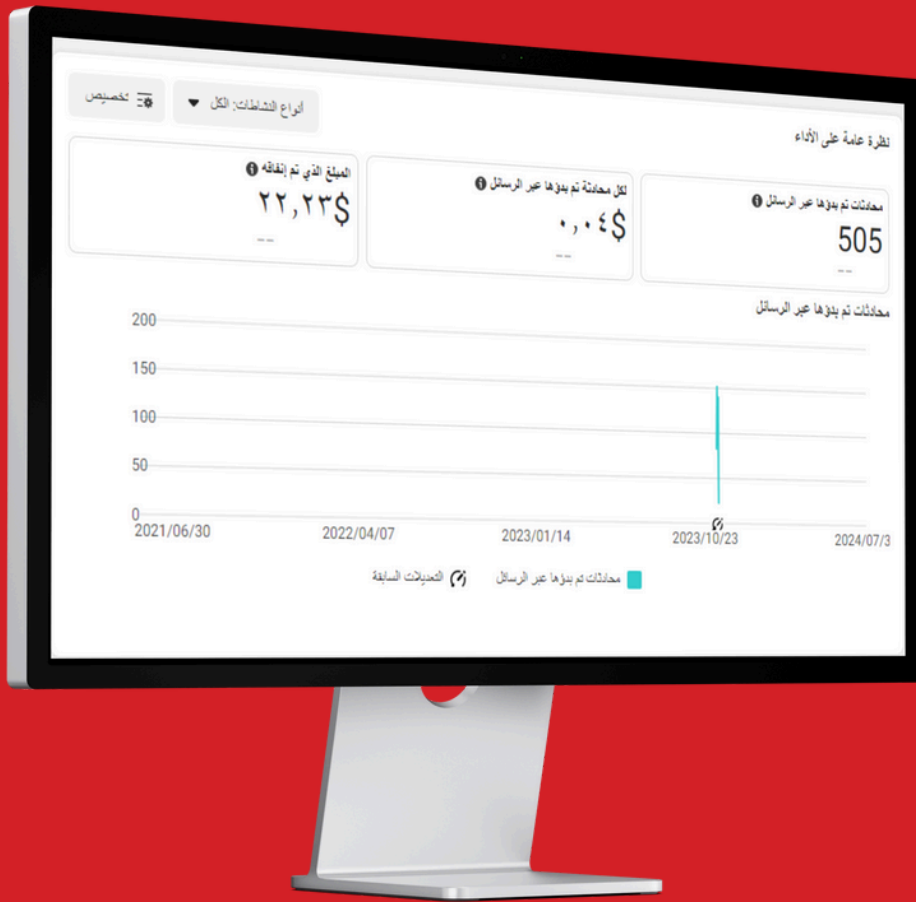 نظرة عامة على الأداء
أنواع النشاطات: الكل
تخصيص
محادثات تم بدؤها عبر الرسائل
505
--
لكل محادثة تم بدؤها عبر الرسائل
٠,٠٤$
--
المبلغ الذي تم إنفاقه
٢٢,٢٣$
--
محادثات تم بدؤها عبر الرسائل
200
150
100
50
0
2021/06/30
2022/04/07
2023/01/14
2023/10/23
2024/07/3
محادثات تم بدؤها عبر الرسائل
التعديلات السابقة